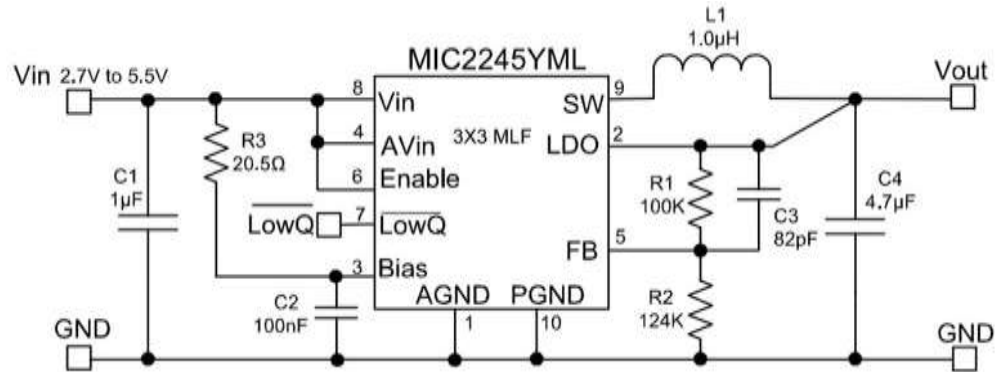 L1
1.0µH
MIC2245YML
Vin 2.7V to 5.5V
Vout
8
Vin
9
SW
R3
20.5Ω
4
AVin
3X3 MLF
2
LDO
6
Enable
C1
1µF
R1
100K
C4
4.7µF
LowQ
7
LowQ
C3
82pF
5
FB
3
Bias
C2
100nF
AGND
PGND
R2
124K
1
10
GND
GND